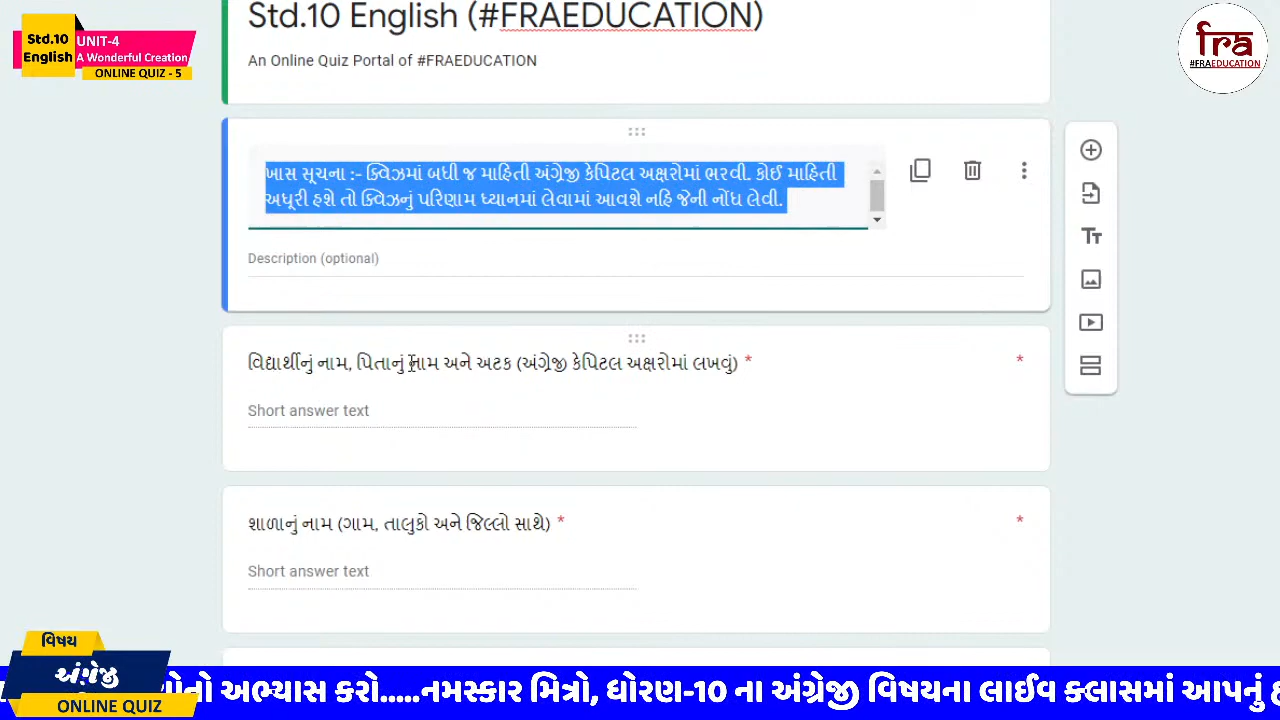 Std.10 English (#FRAEDUCATION)
Std.10
English
UNIT-4
A Wonderful Creation
ONLINE QUIZ - 5
fra
#FRAEDUCATION
An Online Quiz Portal of #FRAEDUCATION
ખાસ સૂચના :- ક્વિઝમાં બધી જ માહિતી અંગ્રેજી કેપિટલ અક્ષરોમાં ભરવી. કોઈ માહિતી
અધૂરી હશે તો ક્વિઝનું પરિણામ ધ્યાનમાં લેવામાં આવશે નહિ જેની નોંધ લેવી.
Description (optional)
વિદ્યાર્થીનું નામ, પિતાનું નામ અને અટક (અંગ્રેજી કેપિટલ અક્ષરોમાં લખવું) * *
Short answer text
શાળાનું નામ (ગામ, તાલુકો અને જિલ્લો સાથે) * *
Short answer text
વિષય
અંગ્રેજી
ONLINE QUIZ
અભ્યાસ કરો.....નમસ્કાર મિત્રો, ધોરણ-10 ના અંગ્રેજી વિષયના લાઈવ ક્લાસમાં આપનું